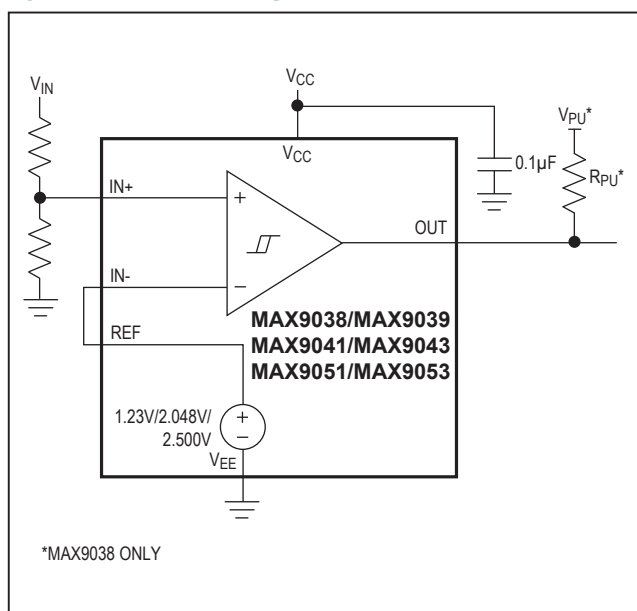 VIN
VCC
VPU*
VCC
0.1µF
RPU*
IN+
+
OUT
IN-
−
REF
MAX9038/MAX9039
MAX9041/MAX9043
MAX9051/MAX9053
1.23V/2.048V/
2.500V
+
−
VEE
*MAX9038 ONLY